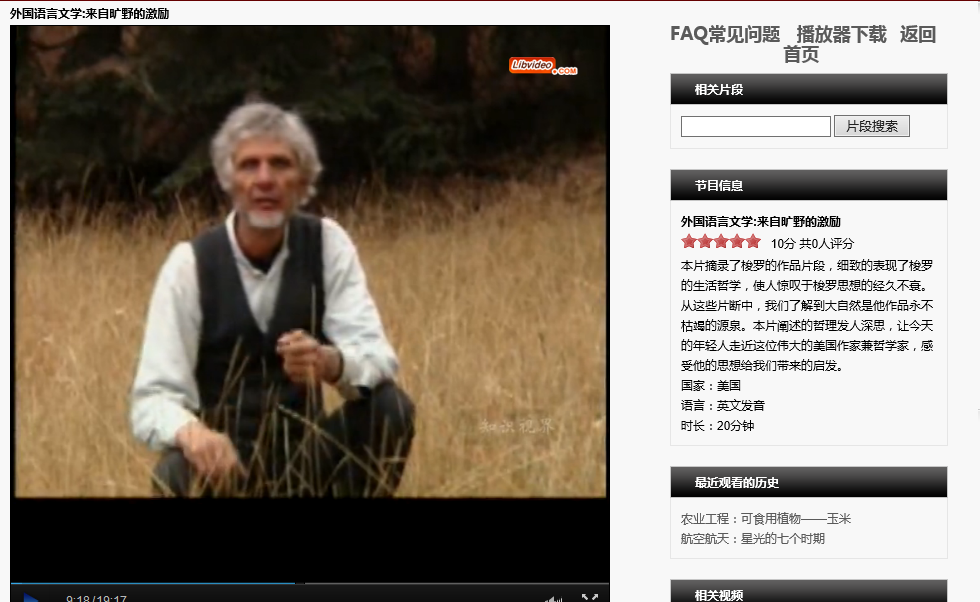 外国语言文学:来自旷野的激励
Libvideo.COM
知识视界
9:18/19:17
FAQ常见问题 播放器下载 返回
首页
相关片段
片段搜索
节目信息
外国语言文学:来自旷野的激励
10分 共0人评分
本片摘录了梭罗的作品片段，细致的表现了梭罗
的生活哲学，使人惊叹于梭罗思想的经久不衰。
从这些片断中，我们了解到大自然是他作品永不
枯竭的源泉。本片阐述的哲理发人深思，让今天
的年轻人走近这位伟大的美国作家兼哲学家，感
受他的思想给我们带来的启发。
国家：美国
语言：英文发音
时长：20分钟
最近观看的历史
农业工程：可食用植物——玉米
航空航天：星光的七个时期
相关视频